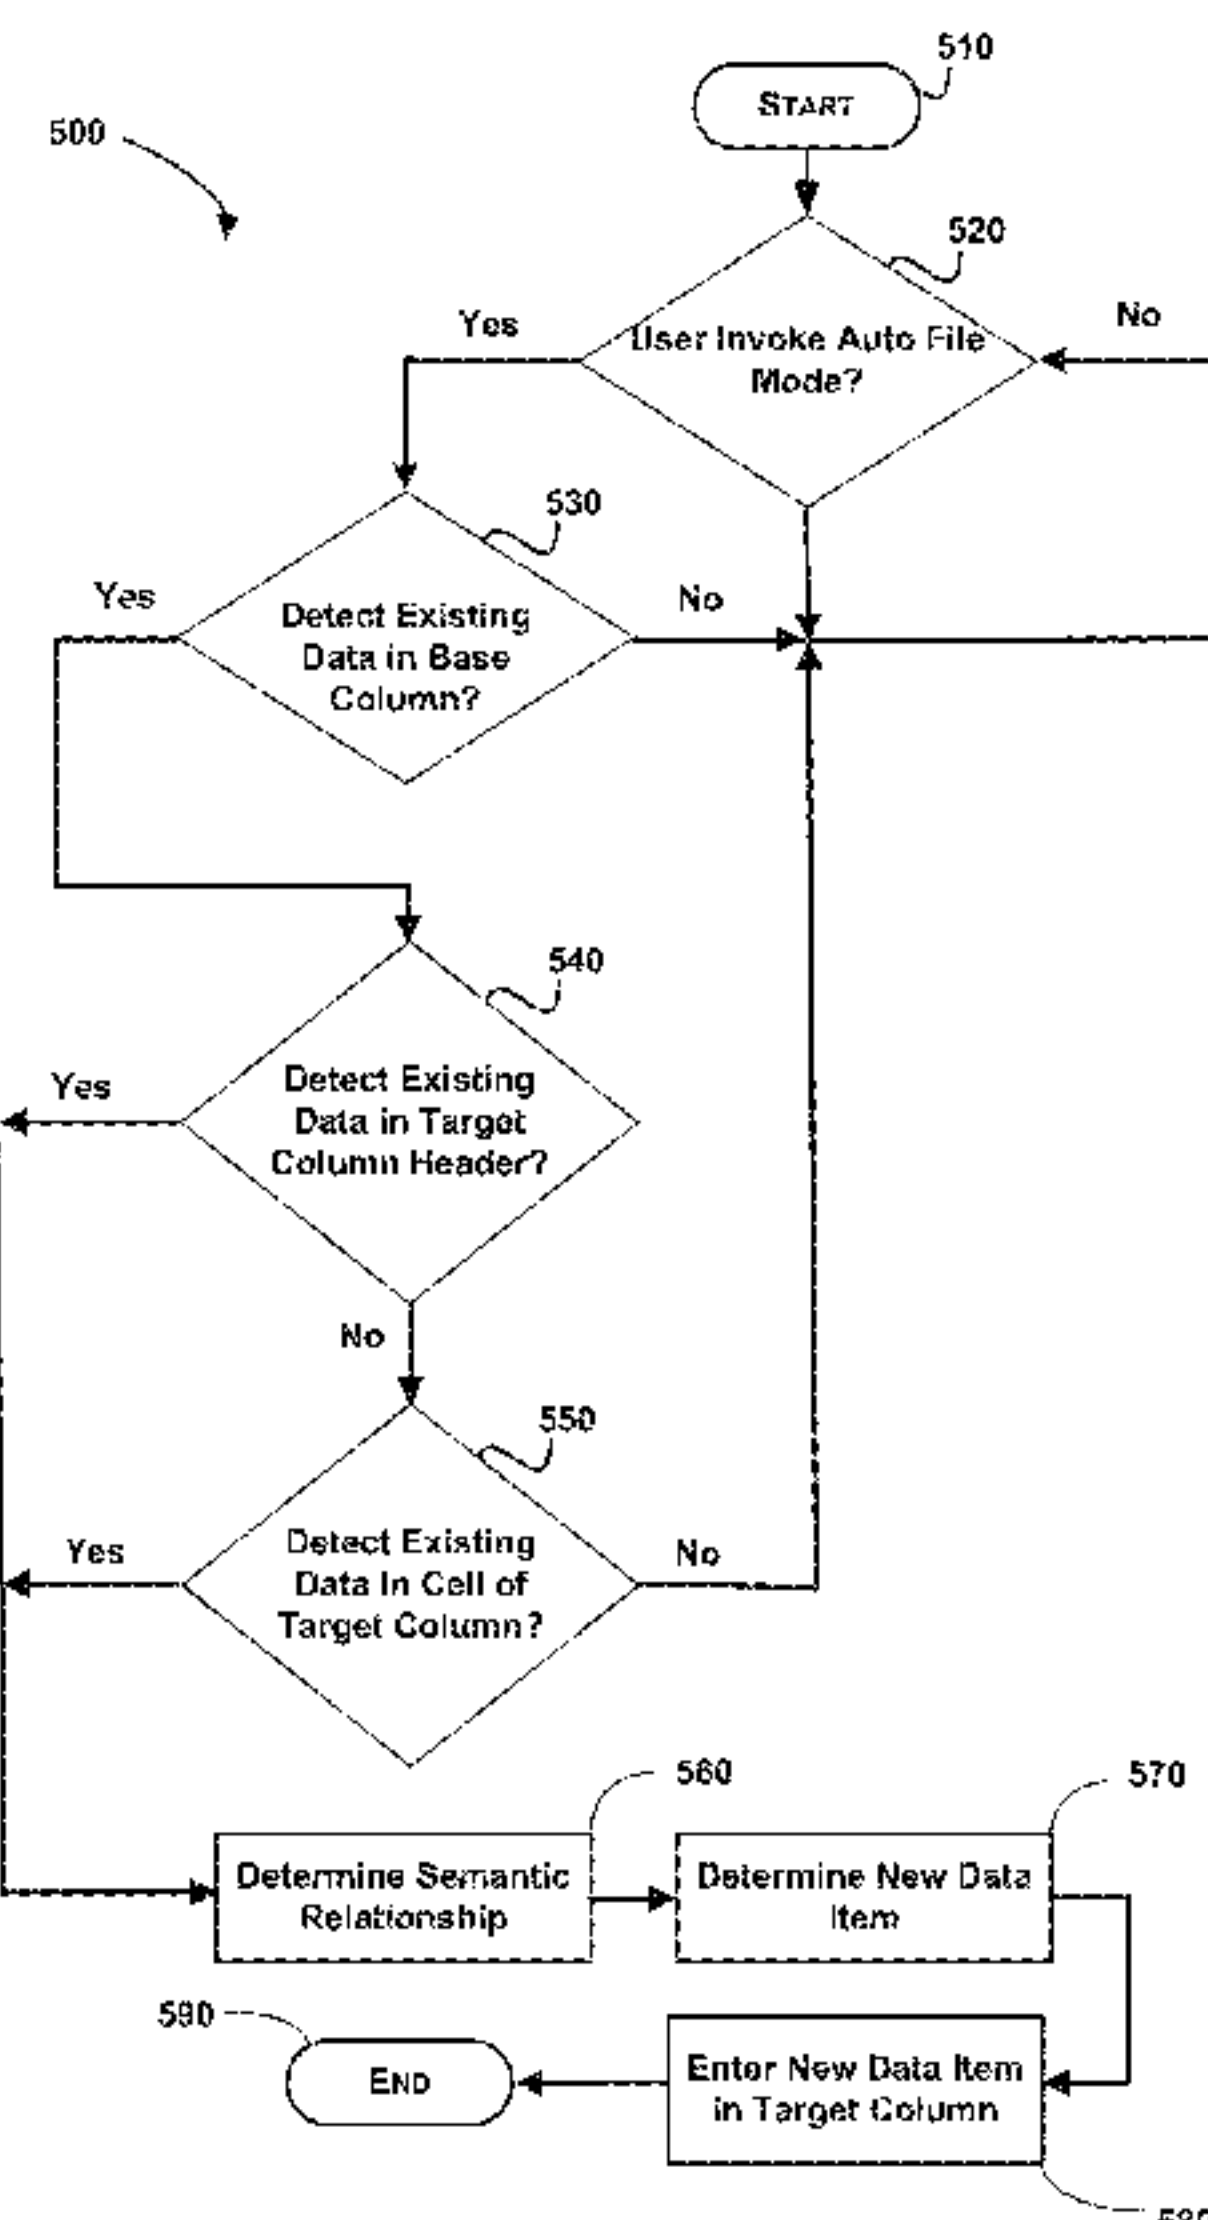 510
START
500
520
Yes
User Invoke Auto File
Mode?
No
530
Yes
Detect Existing
Data in Base
Column?
No
540
Yes
Detect Existing
Data in Target
Column Header?
No
550
Yes
Detect Existing
Data In Cell of
Target Column?
No
560
570
Determine Semantic
Relationship
Determine New Data
Item
590
END
Enter New Data Item
in Target Column